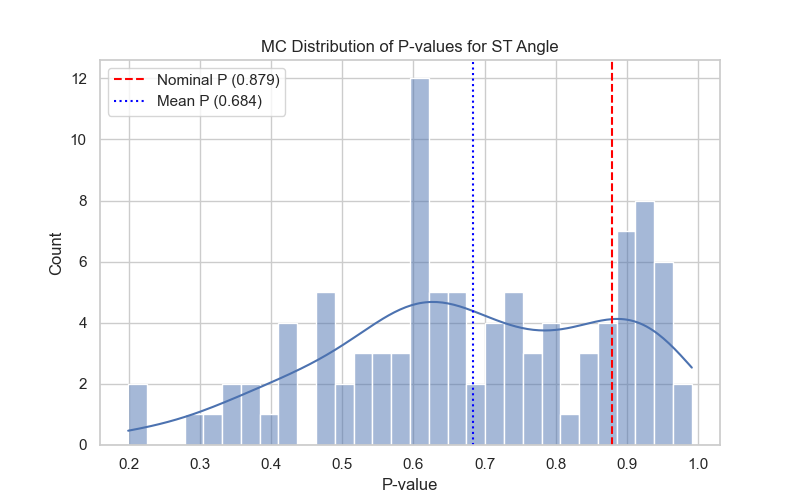 MC Distribution of P-values for ST Angle
Nominal P (0.879)
Mean P (0.684)
Count
12
10
8
6
4
2
0
0.2 0.3 0.4 0.5 0.6 0.7 0.8 0.9 1.0
P-value